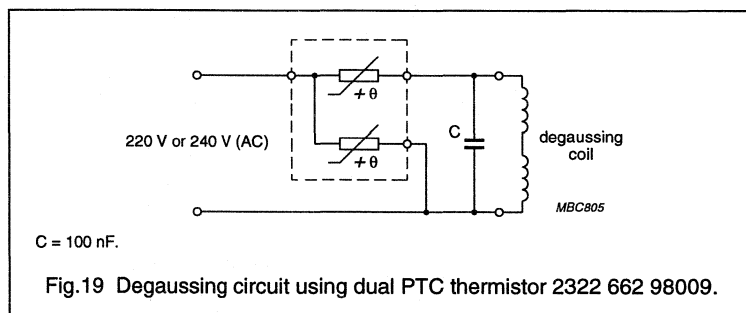 +θ
220 V or 240 V (AC)
+θ
C
degaussing
coil
MBC805
C = 100 nF.
Fig.19 Degaussing circuit using dual PTC thermistor 2322 662 98009.